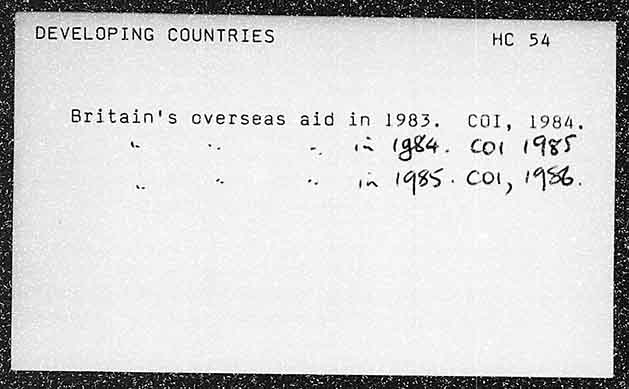 DEVELOPING COUNTRIES HC 54
Britain's overseas aid in 1983. COI, 1984.
" " " in 1984. COI 1985
" " " in 1985. COI, 1986.